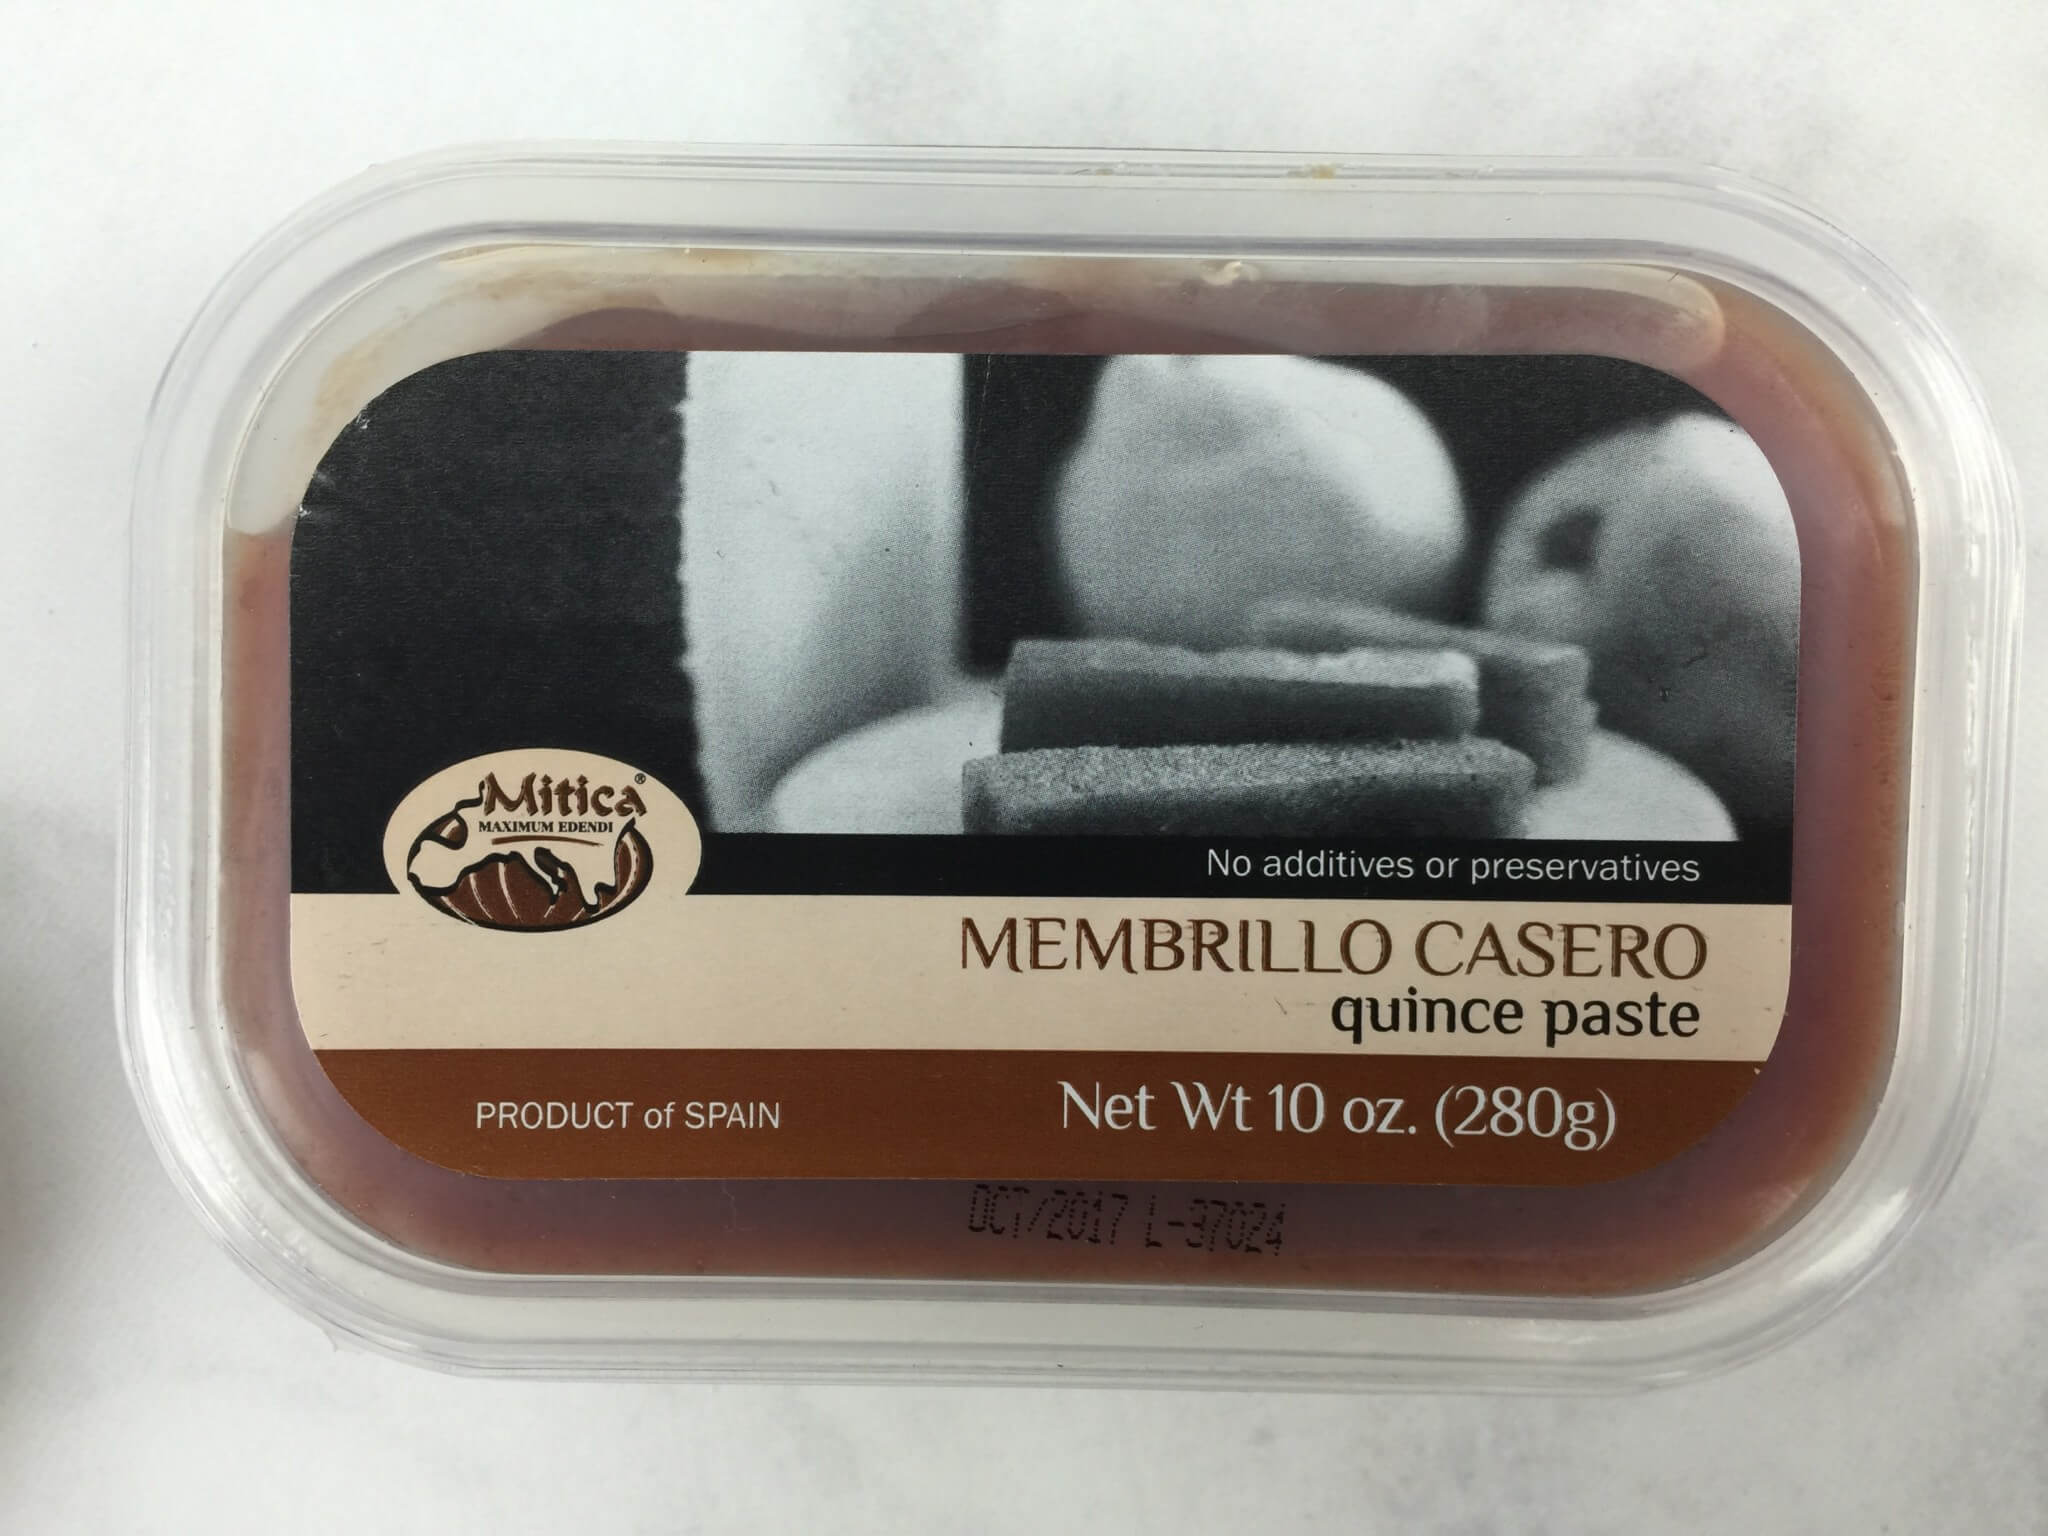 Mitica®
MAXIMUM EDENDI
No additives or preservatives
MEMBRILLO CASERO
quince paste
PRODUCT of SPAIN
Net Wt 10 oz. (280g)
OCT/2017 L-37024